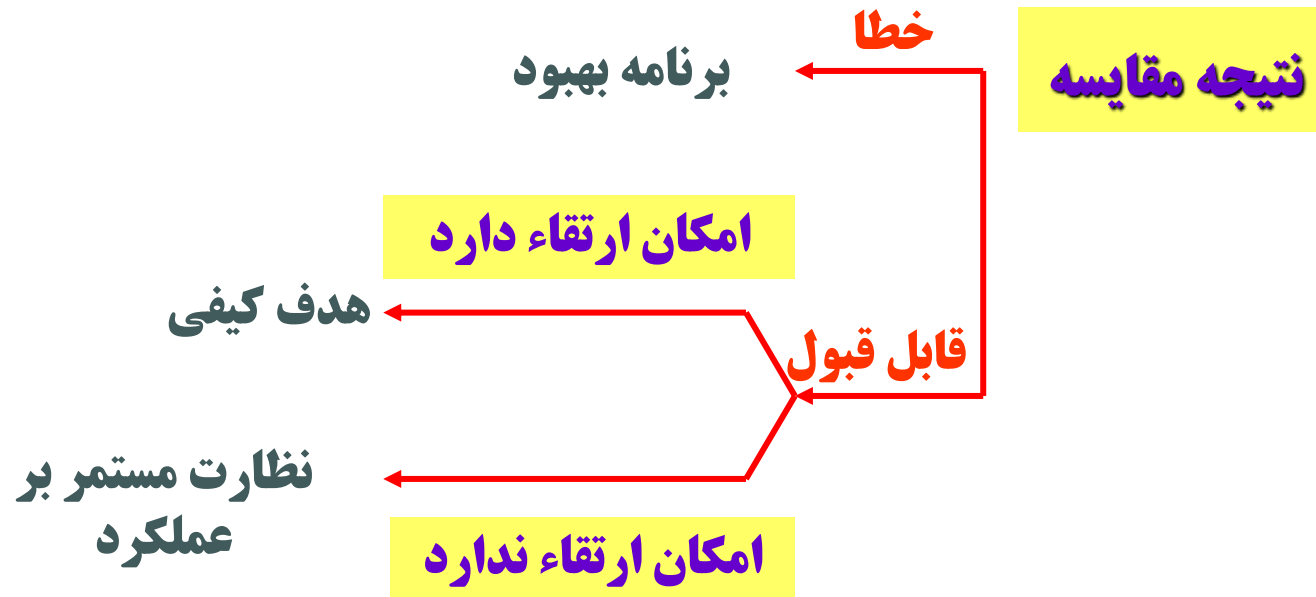 نتیجه مقایسه
خطا
برنامه بهبود
قابل قبول
امکان ارتقاء دارد
هدف کیفی
امکان ارتقاء ندارد
نظارت مستمر بر
عملکرد